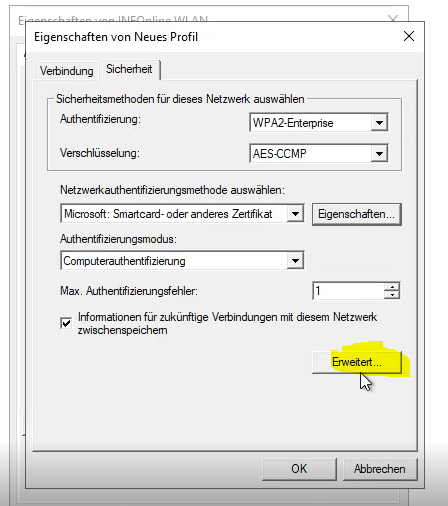 Eigenschaften von INFOnline WLAN
Eigenschaften von Neues Profil
Verbindung
Sicherheit
Sicherheitsmethoden für dieses Netzwerk auswählen
Authentifizierung:
WPA2-Enterprise
Verschlüsselung:
AES-CCMP
Netzwerkauthentifizierungsmethode auswählen:
Microsoft: Smartcard- oder anderes Zertifikat
Eigenschaften...
Authentifizierungsmodus:
Computerauthentifizierung
Max. Authentifizierungsfehler:
1
Informationen für zukünftige Verbindungen mit diesem Netzwerk
zwischenspeichern
Erweitert...
OK
Abbrechen